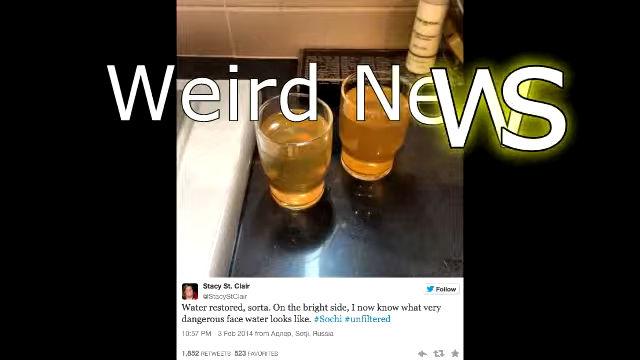 Weird News
Stacy St. Clair
@StacyStClair
Follow
Water restored, sorta. On the bright side, I now know what very
dangerous face water looks like. #Sochi #unfiltered
10:57 PM - 3 Feb 2014 from Адлер, Sochi, Russia
1,652 RETWEETS 523 FAVORITES